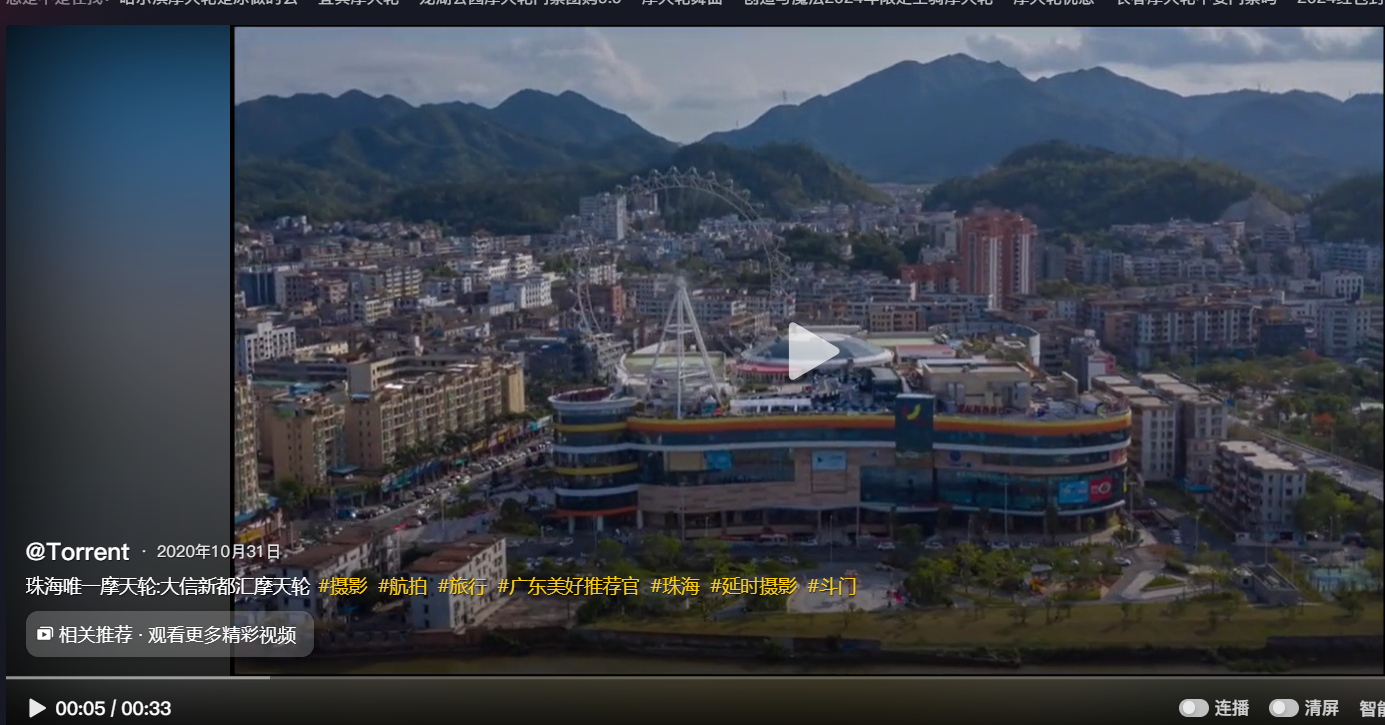 @Torrent · 2020年10月31日
珠海唯一摩天轮:大信新都汇摩天轮 #摄影 #航拍 #旅行 #广东美好推荐官 #珠海 #延时摄影 #斗门
相关推荐 · 观看更多精彩视频
00:05 / 00:33 连播 清屏 智能